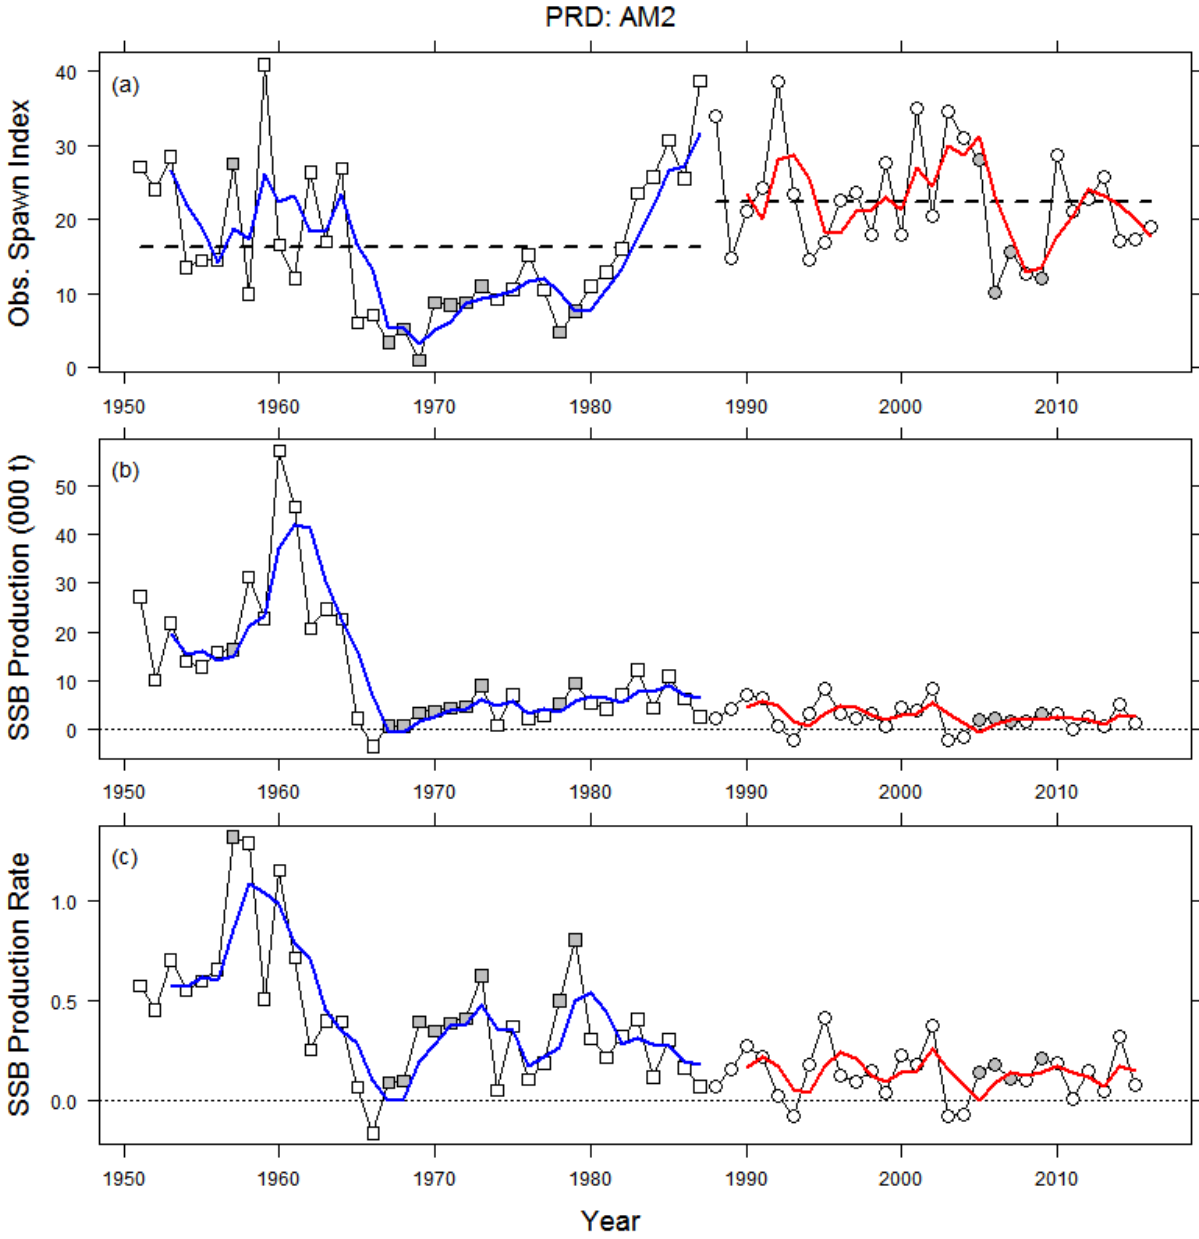 PRD: AM2
Obs. Spawn Index
(a)
40
30
20
10
0
1950 1960 1970 1980 1990 2000 2010
SSB Production (000 t)
(b)
50
40
30
20
10
0
1950 1960 1970 1980 1990 2000 2010
SSB Production Rate
(c)
1.0
0.5
0.0
1950 1960 1970 1980 1990 2000 2010
Year